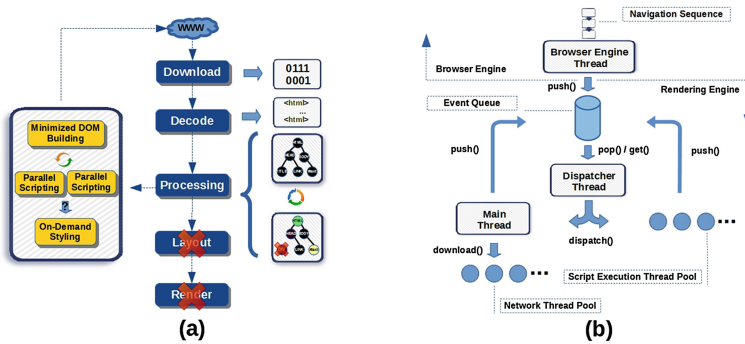 WWW
Download
0111
0001
Decode
<html>
...
<html>
Minimized DOM
Building
Parallel
Scripting
Parallel
Scripting
?
On-Demand
Styling
Processing
HTML
Layout
Render
(a)
Navigation Sequence
Browser Engine
Thread
Browser Engine
Rendering Engine
push()
Event Queue
push()
pop() / get()
push()
Dispatcher
Thread
Main
Thread
...
download()
dispatch()
...
Script Execution Thread Pool
Network Thread Pool
(b)